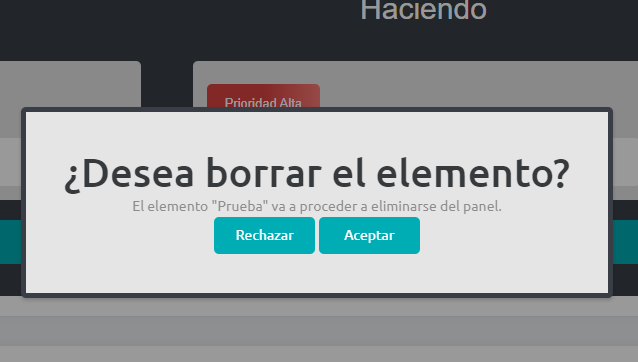 Haciendo
Prioridad Alta
¿Desea borrar el elemento?
El elemento "Prueba" va a proceder a eliminarse del panel.
Rechazar
Aceptar